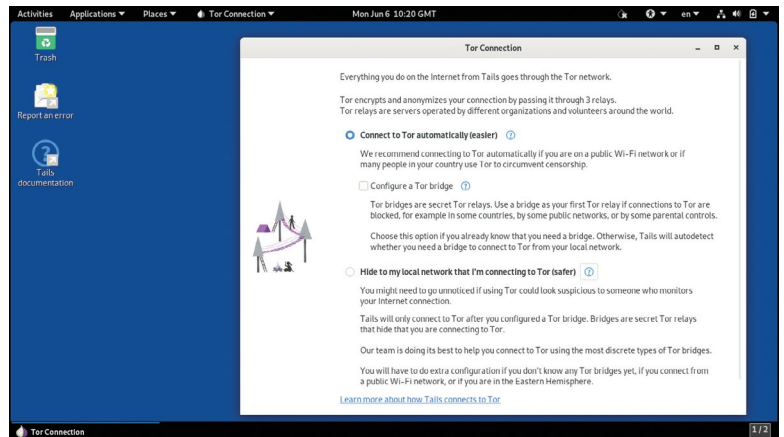 Activities Applications Places Tor Connection Mon Jun 6 10:20 GMT en
Trash
Report an error
Tails
documentation
Tor Connection
Everything you do on the Internet from Tails goes through the Tor network.
Tor encrypts and anonymizes your connection by passing it through 3 relays.
Tor relays are servers operated by different organizations and volunteers around the world.
Connect to Tor automatically (easier)
We recommend connecting to Tor automatically if you are on a public Wi-Fi network or if
many people in your country use Tor to circumvent censorship.
Configure a Tor bridge
Tor bridges are secret Tor relays. Use a bridge as your first Tor relay if connections to Tor are
blocked, for example in some countries, by some public networks, or by some parental controls.
Choose this option if you already know that you need a bridge. Otherwise, Tails will autodetect
whether you need a bridge to connect to Tor from your local network.
Hide to my local network that I'm connecting to Tor (safer)
You might need to go unnoticed if using Tor could look suspicious to someone who monitors
your Internet connection.
Tails will only connect to Tor after you configured a Tor bridge. Bridges are secret Tor relays
that hide that you are connecting to Tor.
Our team is doing its best to help you connect to Tor using the most discrete types of Tor bridges.
You will have to do extra configuration if you don't know any Tor bridges yet, if you connect from
a public Wi-Fi network, or if you are in the Eastern Hemisphere.
Learn more about how Tails connects to Tor
Tor Connection 1/2